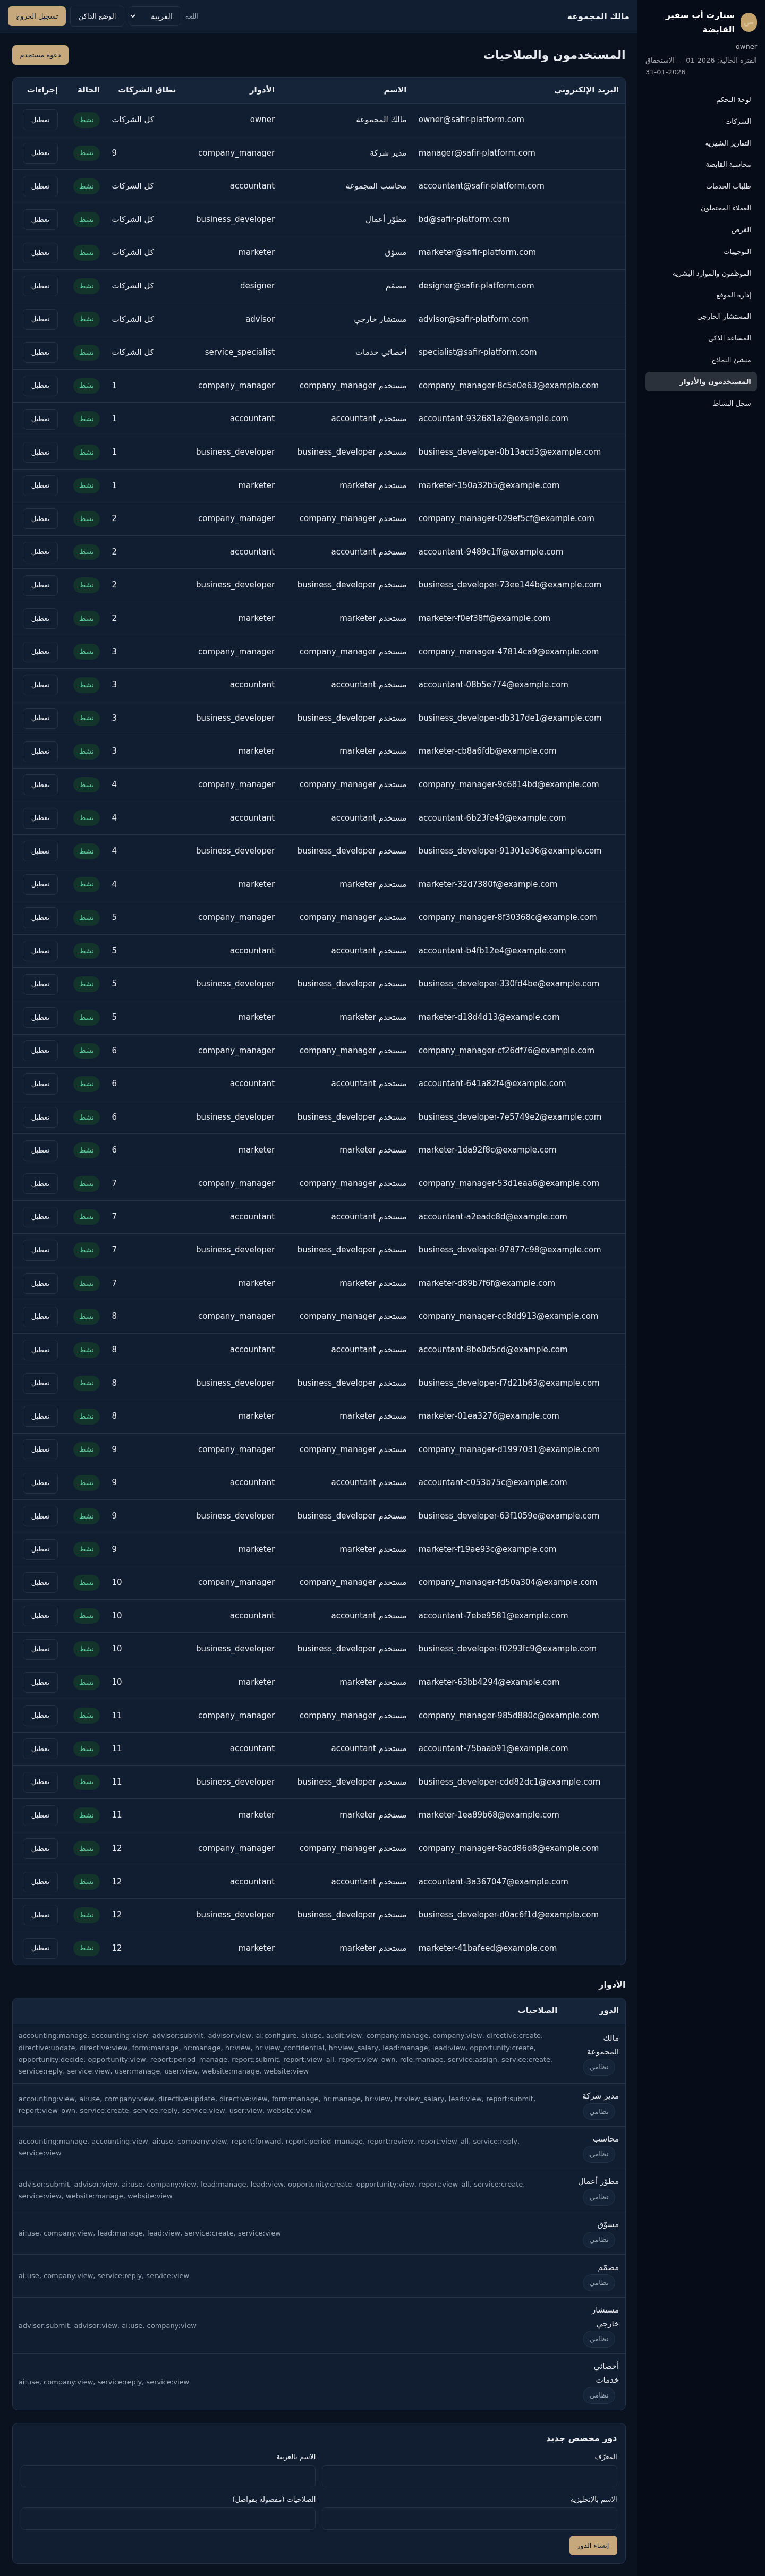 ستارت أب سفير
القابضة
owner
الفترة الحالية: 2026-01 — الاستحقاق
31-01-2026
لوحة التحكم
الشركات
التقارير الشهرية
محاسبة القابضة
طلبات الخدمات
العملاء المحتملون
الفرص
التوجيهات
الموظفون والموارد البشرية
إدارة الموقع
المستشار الخارجي
المساعد الذكي
منشئ النماذج
المستخدمون والأدوار
سجل النشاط
مالك المجموعة اللغة العربية الوضع الداكن تسجيل الخروج
المستخدمون والصلاحيات دعوة مستخدم
البريد الإلكتروني الاسم الأدوار نطاق الشركات الحالة إجراءات
owner@safir-platform.com مالك المجموعة owner كل الشركات نشط تعطيل
manager@safir-platform.com مدير شركة company_manager 9 نشط تعطيل
accountant@safir-platform.com محاسب المجموعة accountant كل الشركات نشط تعطيل
bd@safir-platform.com مطوّر أعمال business_developer كل الشركات نشط تعطيل
marketer@safir-platform.com مسوّق marketer كل الشركات نشط تعطيل
designer@safir-platform.com مصمّم designer كل الشركات نشط تعطيل
advisor@safir-platform.com مستشار خارجي advisor كل الشركات نشط تعطيل
specialist@safir-platform.com أخصائي خدمات service_specialist كل الشركات نشط تعطيل
company_manager-8c5e0e63@example.com مستخدم company_manager company_manager 1 نشط تعطيل
accountant-932681a2@example.com مستخدم accountant accountant 1 نشط تعطيل
business_developer-0b13acd3@example.com مستخدم business_developer business_developer 1 نشط تعطيل
marketer-150a32b5@example.com مستخدم marketer marketer 1 نشط تعطيل
company_manager-029ef5cf@example.com مستخدم company_manager company_manager 2 نشط تعطيل
accountant-9489c1ff@example.com مستخدم accountant accountant 2 نشط تعطيل
business_developer-73ee144b@example.com مستخدم business_developer business_developer 2 نشط تعطيل
marketer-f0ef38ff@example.com مستخدم marketer marketer 2 نشط تعطيل
company_manager-47814ca9@example.com مستخدم company_manager company_manager 3 نشط تعطيل
accountant-08b5e774@example.com مستخدم accountant accountant 3 نشط تعطيل
business_developer-db317de1@example.com مستخدم business_developer business_developer 3 نشط تعطيل
marketer-cb8a6fdb@example.com مستخدم marketer marketer 3 نشط تعطيل
company_manager-9c6814bd@example.com مستخدم company_manager company_manager 4 نشط تعطيل
accountant-6b23fe49@example.com مستخدم accountant accountant 4 نشط تعطيل
business_developer-91301e36@example.com مستخدم business_developer business_developer 4 نشط تعطيل
marketer-32d7380f@example.com مستخدم marketer marketer 4 نشط تعطيل
company_manager-8f30368c@example.com مستخدم company_manager company_manager 5 نشط تعطيل
accountant-b4fb12e4@example.com مستخدم accountant accountant 5 نشط تعطيل
business_developer-330fd4be@example.com مستخدم business_developer business_developer 5 نشط تعطيل
marketer-d18d4d13@example.com مستخدم marketer marketer 5 نشط تعطيل
company_manager-cf26df76@example.com مستخدم company_manager company_manager 6 نشط تعطيل
accountant-641a82f4@example.com مستخدم accountant accountant 6 نشط تعطيل
business_developer-7e5749e2@example.com مستخدم business_developer business_developer 6 نشط تعطيل
marketer-1da92f8c@example.com مستخدم marketer marketer 6 نشط تعطيل
company_manager-53d1eaa6@example.com مستخدم company_manager company_manager 7 نشط تعطيل
accountant-a2eadc8d@example.com مستخدم accountant accountant 7 نشط تعطيل
business_developer-97877c98@example.com مستخدم business_developer business_developer 7 نشط تعطيل
marketer-d89b7f6f@example.com مستخدم marketer marketer 7 نشط تعطيل
company_manager-cc8dd913@example.com مستخدم company_manager company_manager 8 نشط تعطيل
accountant-8be0d5cd@example.com مستخدم accountant accountant 8 نشط تعطيل
business_developer-f7d21b63@example.com مستخدم business_developer business_developer 8 نشط تعطيل
marketer-01ea3276@example.com مستخدم marketer marketer 8 نشط تعطيل
company_manager-d1997031@example.com مستخدم company_manager company_manager 9 نشط تعطيل
accountant-c053b75c@example.com مستخدم accountant accountant 9 نشط تعطيل
business_developer-63f1059e@example.com مستخدم business_developer business_developer 9 نشط تعطيل
marketer-f19ae93c@example.com مستخدم marketer marketer 9 نشط تعطيل
company_manager-fd50a304@example.com مستخدم company_manager company_manager 10 نشط تعطيل
accountant-7ebe9581@example.com مستخدم accountant accountant 10 نشط تعطيل
business_developer-f0293fc9@example.com مستخدم business_developer business_developer 10 نشط تعطيل
marketer-63bb4294@example.com مستخدم marketer marketer 10 نشط تعطيل
company_manager-985d880c@example.com مستخدم company_manager company_manager 11 نشط تعطيل
accountant-75baab91@example.com مستخدم accountant accountant 11 نشط تعطيل
business_developer-cdd82dc1@example.com مستخدم business_developer business_developer 11 نشط تعطيل
marketer-1ea89b68@example.com مستخدم marketer marketer 11 نشط تعطيل
company_manager-8acd86d8@example.com مستخدم company_manager company_manager 12 نشط تعطيل
accountant-3a367047@example.com مستخدم accountant accountant 12 نشط تعطيل
business_developer-d0ac6f1d@example.com مستخدم business_developer business_developer 12 نشط تعطيل
marketer-41bafeed@example.com مستخدم marketer marketer 12 نشط تعطيل
الأدوار
الدور الصلاحيات
مالك
المجموعة
نظامي
accounting:manage, accounting:view, advisor:submit, advisor:view, ai:configure, ai:use, audit:view, company:manage, company:view, directive:create,
directive:update, directive:view, form:manage, hr:manage, hr:view, hr:view_confidential, hr:view_salary, lead:manage, lead:view, opportunity:create,
opportunity:decide, opportunity:view, report:period_manage, report:submit, report:view_all, report:view_own, role:manage, service:assign, service:create,
service:reply, service:view, user:manage, user:view, website:manage, website:view
مدير شركة
نظامي
accounting:view, ai:use, company:view, directive:update, directive:view, form:manage, hr:manage, hr:view, hr:view_salary, lead:view, report:submit,
report:view_own, service:create, service:reply, service:view, user:view, website:view
محاسب
نظامي
accounting:manage, accounting:view, ai:use, company:view, report:forward, report:period_manage, report:review, report:view_all, service:reply,
service:view
مطوّر أعمال
نظامي
advisor:submit, advisor:view, ai:use, company:view, lead:manage, lead:view, opportunity:create, opportunity:view, report:view_all, service:create,
service:view, website:manage, website:view
مسوّق
نظامي
ai:use, company:view, lead:manage, lead:view, service:create, service:view
مصمّم
نظامي
ai:use, company:view, service:reply, service:view
مستشار
خارجي
نظامي
advisor:submit, advisor:view, ai:use, company:view
أخصائي
خدمات
نظامي
ai:use, company:view, service:reply, service:view
دور مخصص جديد
المعرّف الاسم بالعربية
الاسم بالإنجليزية الصلاحيات (مفصولة بفواصل)
إنشاء الدور